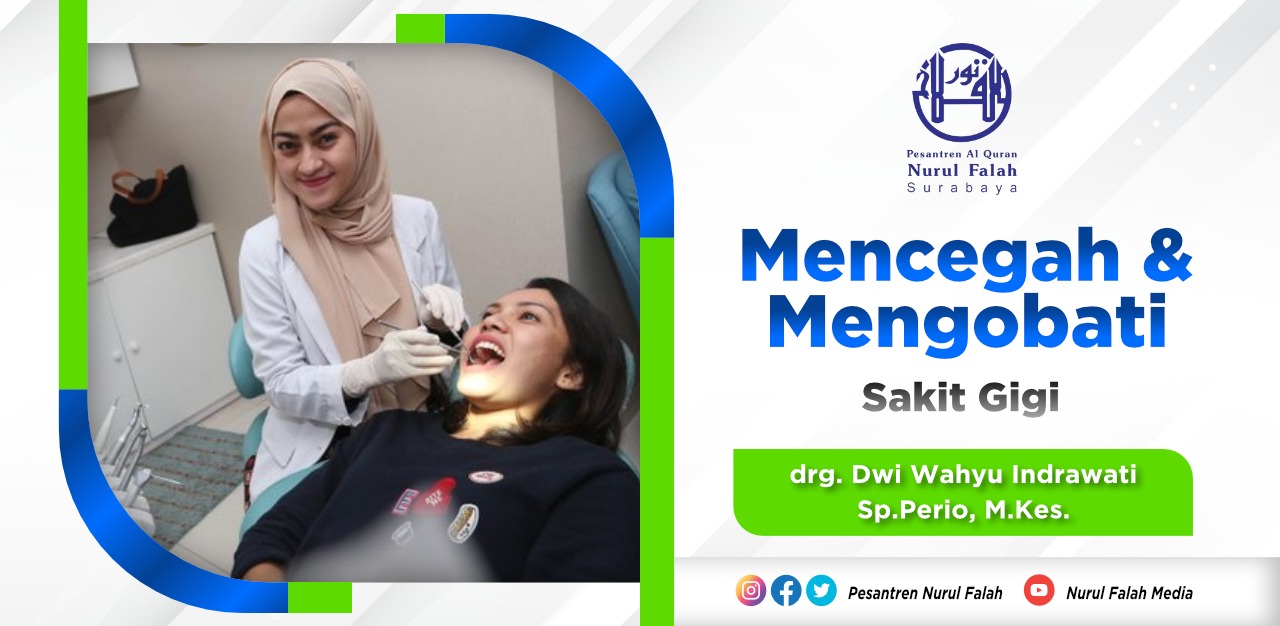 Pesantren Al Quran
Nurul Falah
Surabaya
Mencegah &
Mengobati
Sakit Gigi
drg. Dwi Wahyu Indrawati
Sp.Perio, M.Kes.
Pesantren Nurul Falah
Nurul Falah Media